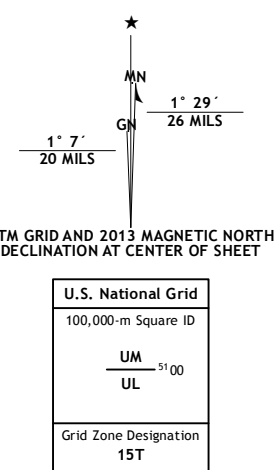 ★
MN
GN
1° 29´
26 MILS
1° 7´
20 MILS
TM GRID AND 2013 MAGNETIC NORTH
DECLINATION AT CENTER OF SHEET
U.S. National Grid
100,000-m Square ID
UM
5100
UL
Grid Zone Designation
15T